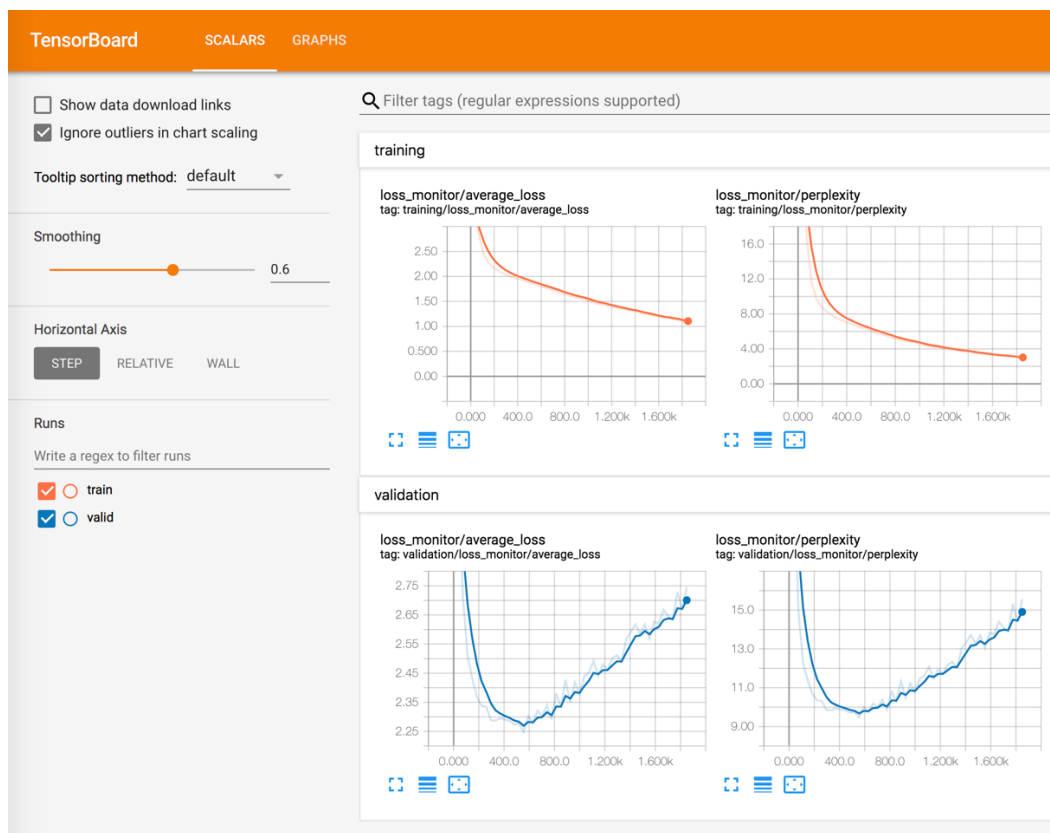 TensorBoard SCALARS GRAPHS
Show data download links
Ignore outliers in chart scaling
Tooltip sorting method: default
Smoothing
0.6
Horizontal Axis
STEP RELATIVE WALL
Runs
Write a regex to filter runs
train
valid
Filter tags (regular expressions supported)
training
loss_monitor/average_loss
tag: training/loss_monitor/average_loss
2.50
2.00
1.50
1.00
0.500
0.00
0.000 400.0 800.0 1.200k 1.600k
loss_monitor/perplexity
tag: training/loss_monitor/perplexity
16.0
12.0
8.00
4.00
0.00
0.000 400.0 800.0 1.200k 1.600k
validation
loss_monitor/average_loss
tag: validation/loss_monitor/average_loss
2.75
2.65
2.55
2.45
2.35
2.25
0.000 400.0 800.0 1.200k 1.600k
loss_monitor/perplexity
tag: validation/loss_monitor/perplexity
15.0
13.0
11.0
9.00
0.000 400.0 800.0 1.200k 1.600k